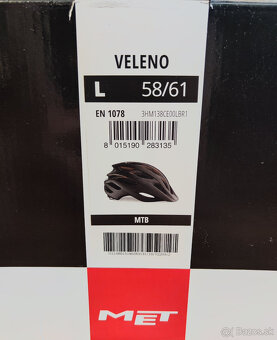 VELENO
L 58/61
EN 1078 3HM138CE00LBR1
8 015190 283135
MTB
MET
bazos.sk